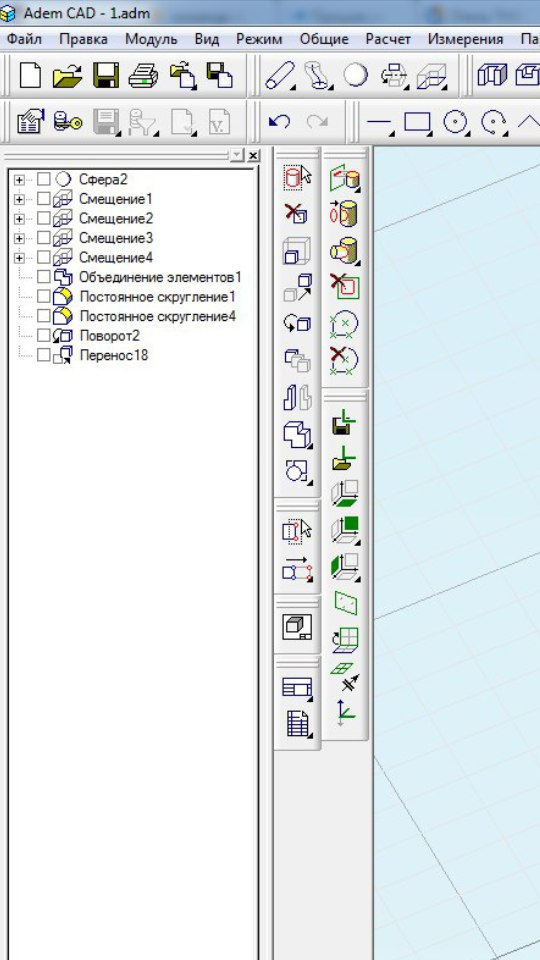 Adem CAD - 1.adm
Файл Правка Модуль Вид Режим Общие Расчет Измерения Па
Сфера2
Смещение1
Смещение2
Смещение3
Смещение4
Объединение элементов1
Постоянное скругление1
Постоянное скругление4
Поворот2
Перенос18